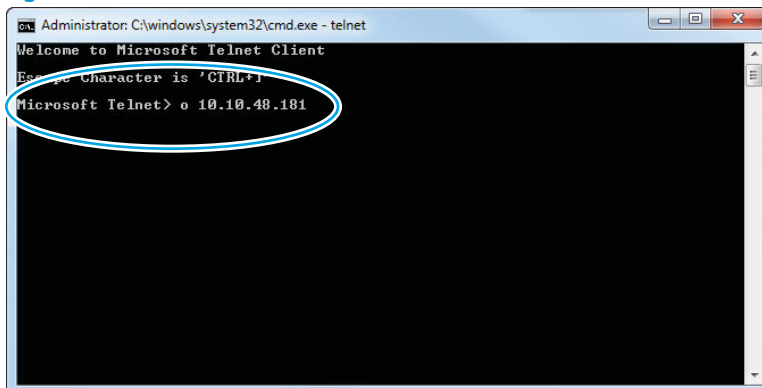 Administrator: C:\windows\system32\cmd.exe - telnet
Welcome to Microsoft Telnet Client
Escape Character is 'CTRL+]'
Microsoft Telnet> o 10.10.48.181